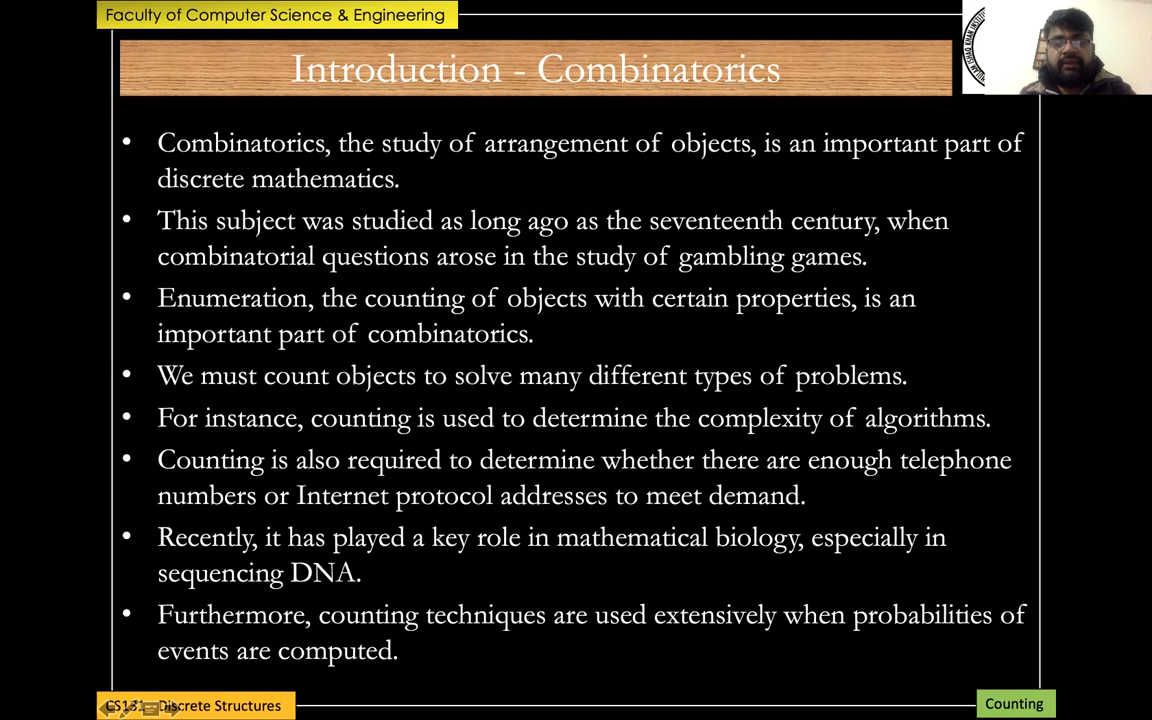 Faculty of Computer Science & Engineering
Introduction - Combinatorics
• Combinatorics, the study of arrangement of objects, is an important part of
discrete mathematics.
• This subject was studied as long ago as the seventeenth century, when
combinatorial questions arose in the study of gambling games.
• Enumeration, the counting of objects with certain properties, is an
important part of combinatorics.
• We must count objects to solve many different types of problems.
• For instance, counting is used to determine the complexity of algorithms.
• Counting is also required to determine whether there are enough telephone
numbers or Internet protocol addresses to meet demand.
• Recently, it has played a key role in mathematical biology, especially in
sequencing DNA.
• Furthermore, counting techniques are used extensively when probabilities of
events are computed.
Discrete Structures
Counting